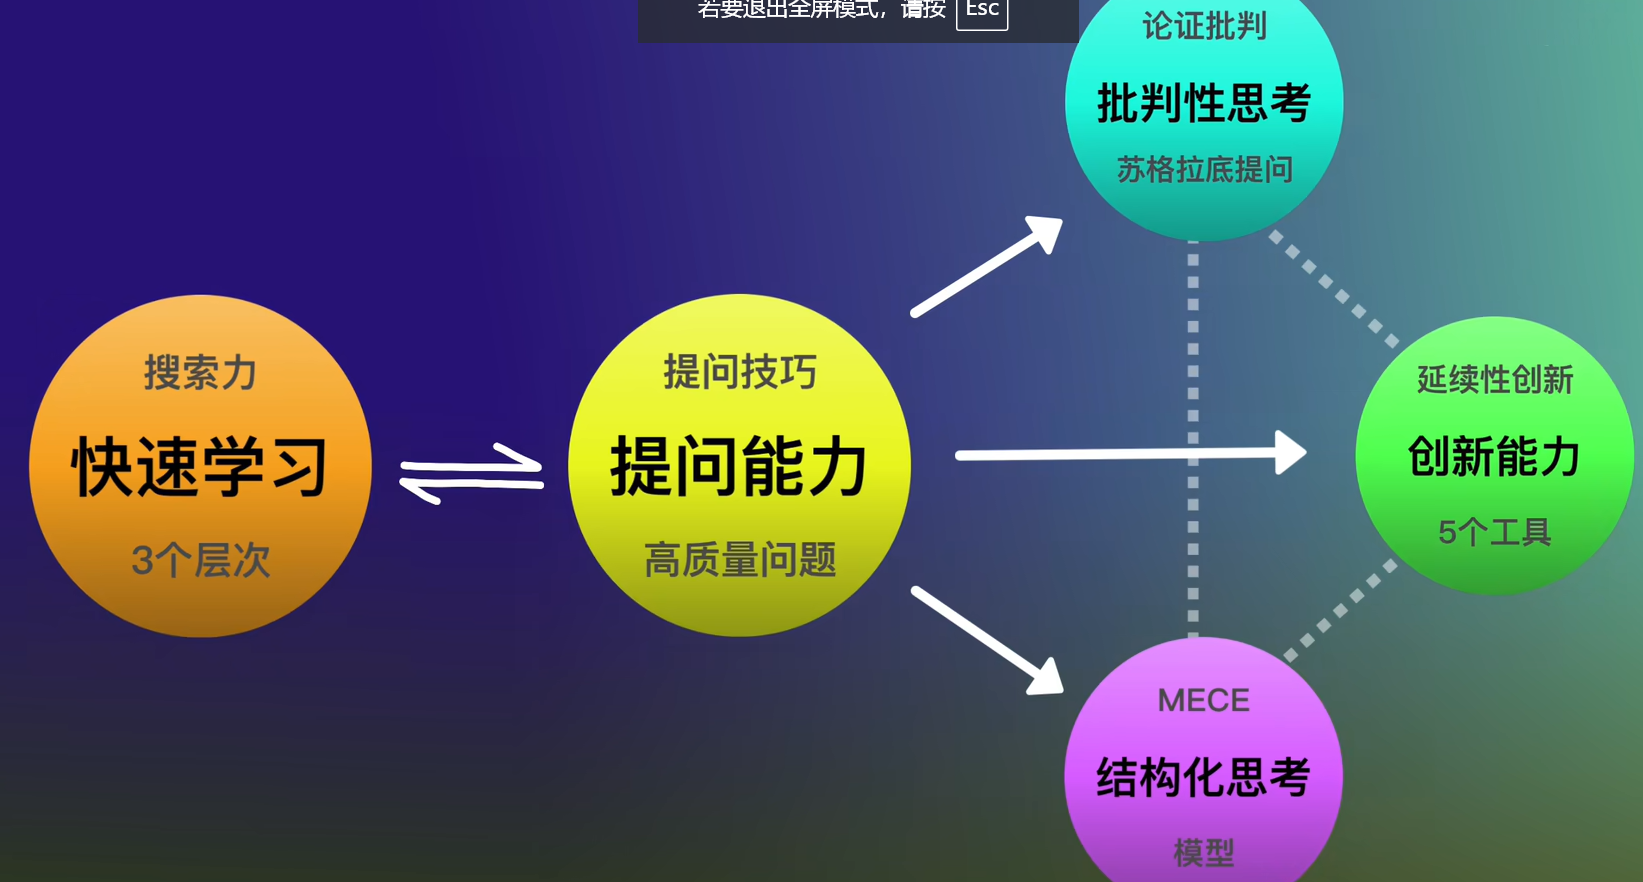 若要退出全屏模式，请按 Esc
论证批判
批判性思考
苏格拉底提问
搜索力
快速学习
3个层次
提问技巧
提问能力
高质量问题
延续性创新
创新能力
5个工具
MECE
结构化思考
模型